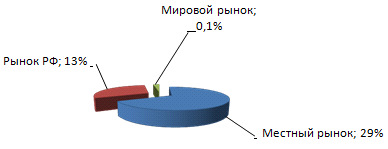 Мировой рынок;
0,1%
Рынок РФ; 13%
Местный рынок; 29%